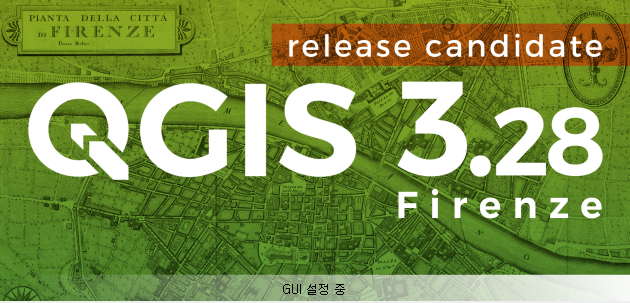 PIANTA DELLA CITTÀ
DI FIRENZE
release candidate
QGIS 3.28
Firenze
GUI 설정 중